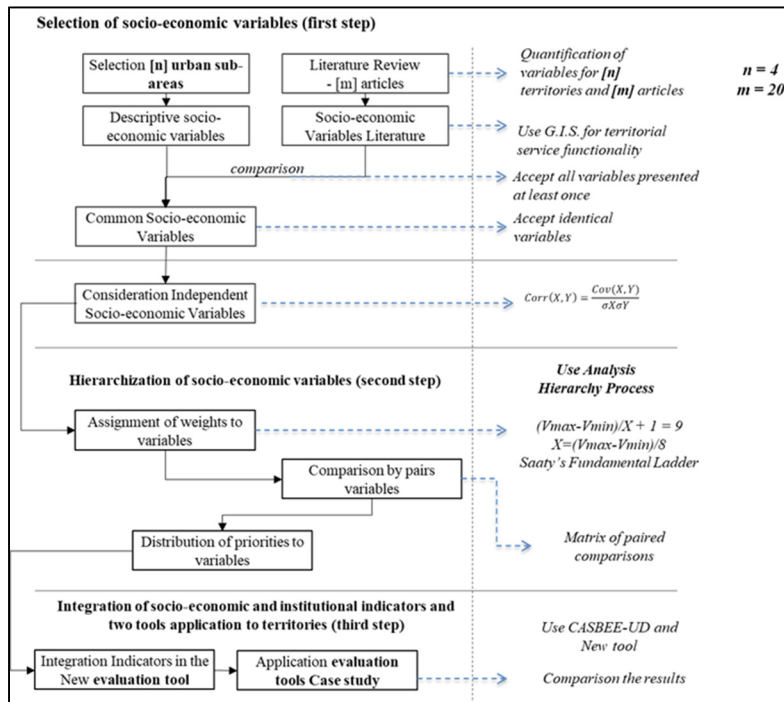 Selection of socio-economic variables (first step)
Selection [n] urban sub-
areas
Literature Review
- [m] articles
Quantification of
variables for [n]
territories and [m] articles
n = 4
m = 20
Descriptive socio-
economic variables
Socio-economic
Variables Literature
Use G.I.S. for territorial
service functionality
comparison
Accept all variables presented
at least once
Common Socio-economic
Variables
Accept identical
variables
Consideration Independent
Socio-economic Variables
Corr(X,Y) = Cov(X,Y) / σXσY
Hierarchization of socio-economic variables (second step)
Use Analysis
Hierarchy Process
Assignment of weights to
variables
(Vmax-Vmin)/X + 1 = 9
X=(Vmax-Vmin)/8
Saaty's Fundamental Ladder
Comparison by pairs
variables
Distribution of priorities to
variables
Matrix of paired
comparisons
Integration of socio-economic and institutional indicators and
two tools application to territories (third step)
Use CASBEE-UD and
New tool
Integration Indicators in the
New evaluation tool
Application evaluation
tools Case study
Comparison the results